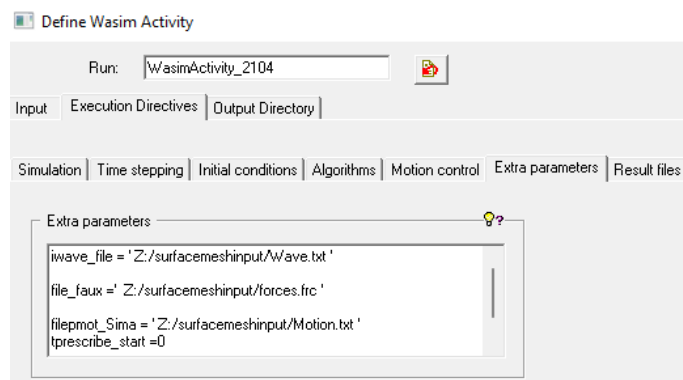 Define Wasim Activity
Run: WasimActivity_2104
Input Execution Directives Output Directory
Simulation Time stepping Initial conditions Algorithms Motion control Extra parameters Result files
Extra parameters ?
iwave_file = ' Z:/surfacemeshinput/Wave.txt '
file_faux =' Z:/surfacemeshinput/forces.frc '
filepmot_Sima = ' Z:/surfacemeshinput/Motion.txt '
tprescribe_start =0